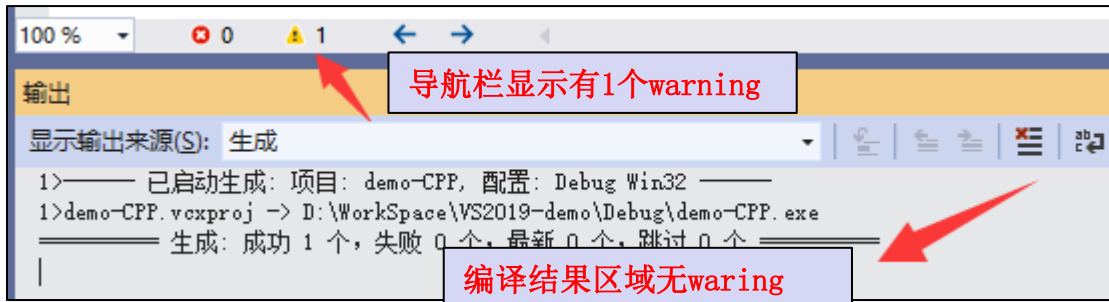 100 %
0
1
导航栏显示有1个warning
输出
显示输出来源(S): 生成
1>—— 已启动生成: 项目: demo-CPP, 配置: Debug Win32 ——
1>demo-CPP.vcxproj -> D:\WorkSpace\VS2019-demo\Debug\demo-CPP.exe
========== 生成: 成功 1 个，失败 0 个，最新 0 个，跳过 0 个 ==========
编译结果区域无waring